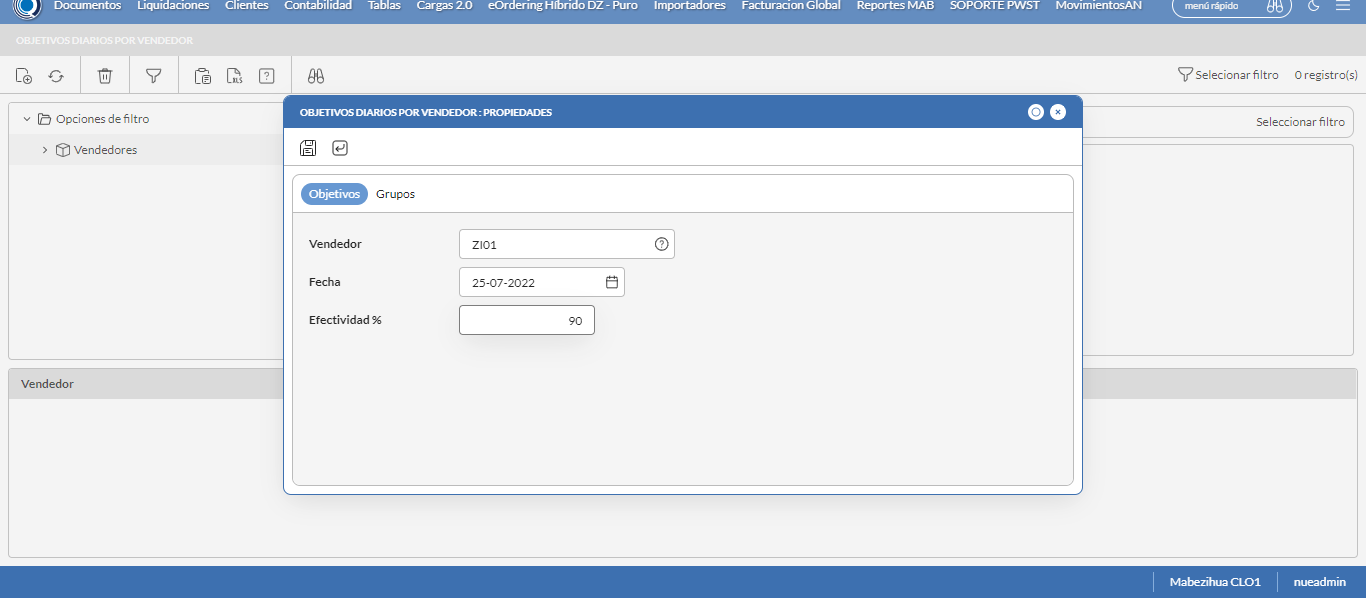 Documentos Liquidaciones Clientes Contabilidad Tablas Cargas 2.0 eOrdering Híbrido DZ - Puro Importadores Facturacion Global Reportes MAB SOPORTE PWST MovimientosAN menú rápido
OBJETIVOS DIARIOS POR VENDEDOR
XLS Selecionar filtro 0 registro(s)
Opciones de filtro
Vendedores
Seleccionar filtro
Vendedor
OBJETIVOS DIARIOS POR VENDEDOR : PROPIEDADES
Objetivos Grupos
Vendedor ZI01
Fecha 25-07-2022
Efectividad % 90
Mabezihua CLO1 nueadmin